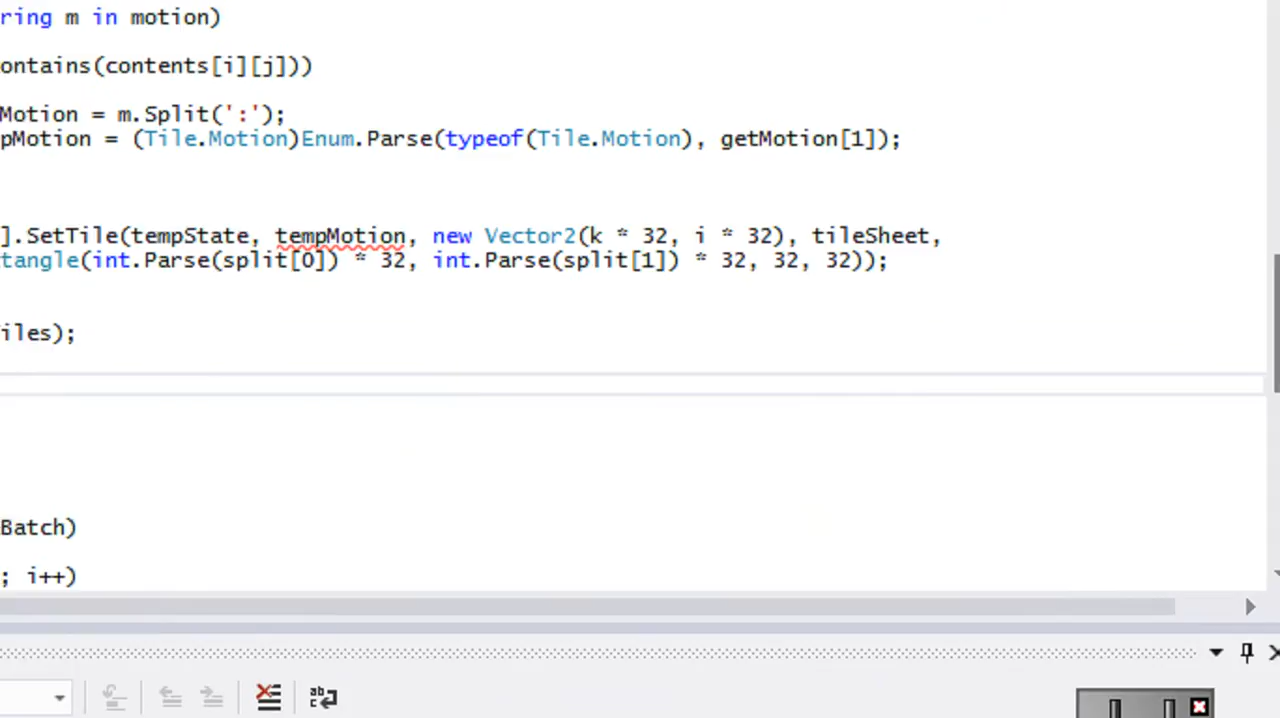 ring m in motion)
ontains(contents[i][j]))
Motion = m.Split(':');
pMotion = (Tile.Motion)Enum.Parse(typeof(Tile.Motion), getMotion[1]);
].SetTile(tempState, tempMotion, new Vector2(k * 32, i * 32), tileSheet,
tangle(int.Parse(split[0]) * 32, int.Parse(split[1]) * 32, 32, 32));
iles);
Batch)
; i++)